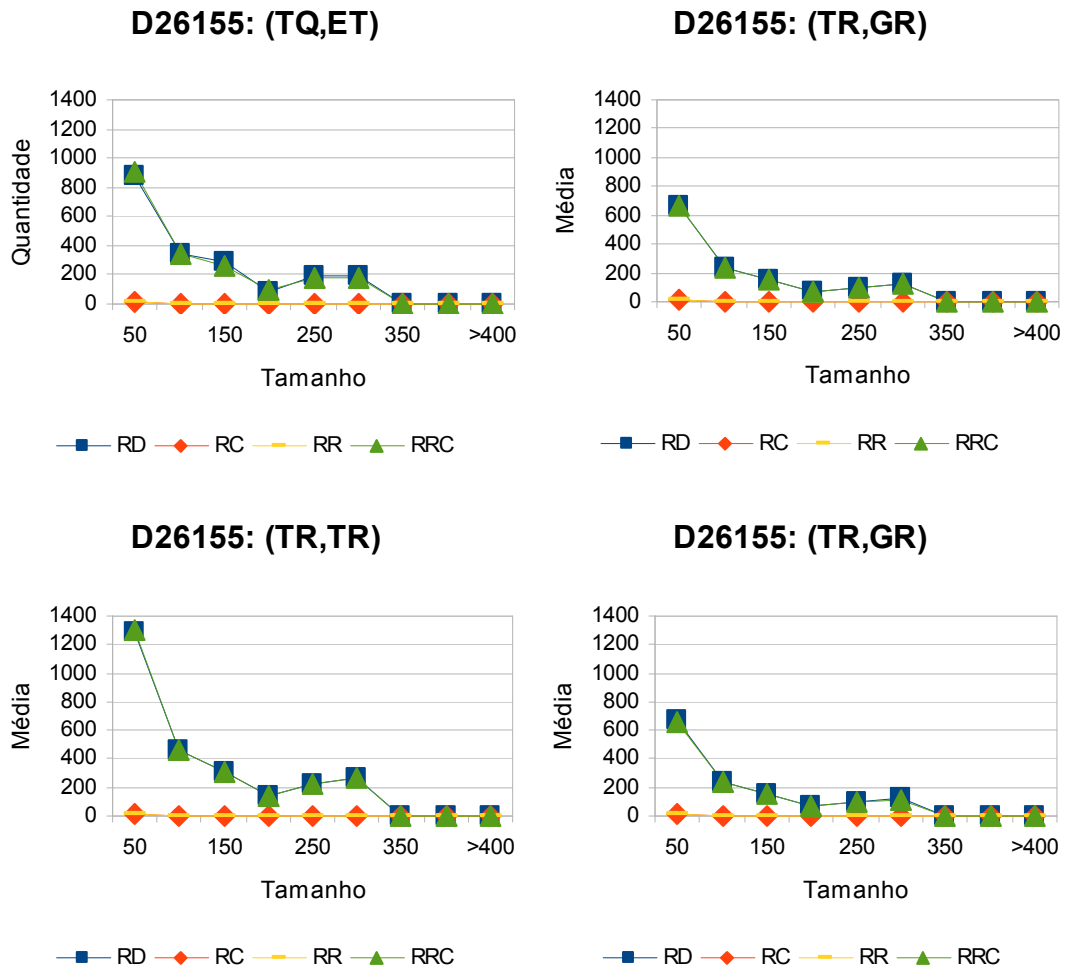 D26155: (TQ,ET)
1400
1200
1000
800
600
400
200
0
Quantidade
50 150 250 350 >400
Tamanho
RD RC RR RRC
D26155: (TR,GR)
1400
1200
1000
800
600
400
200
0
Média
50 150 250 350 >400
Tamanho
RD RC RR RRC
D26155: (TR,TR)
1400
1200
1000
800
600
400
200
0
Média
50 150 250 350 >400
Tamanho
RD RC RR RRC
D26155: (TR,GR)
1400
1200
1000
800
600
400
200
0
Média
50 150 250 350 >400
Tamanho
RD RC RR RRC